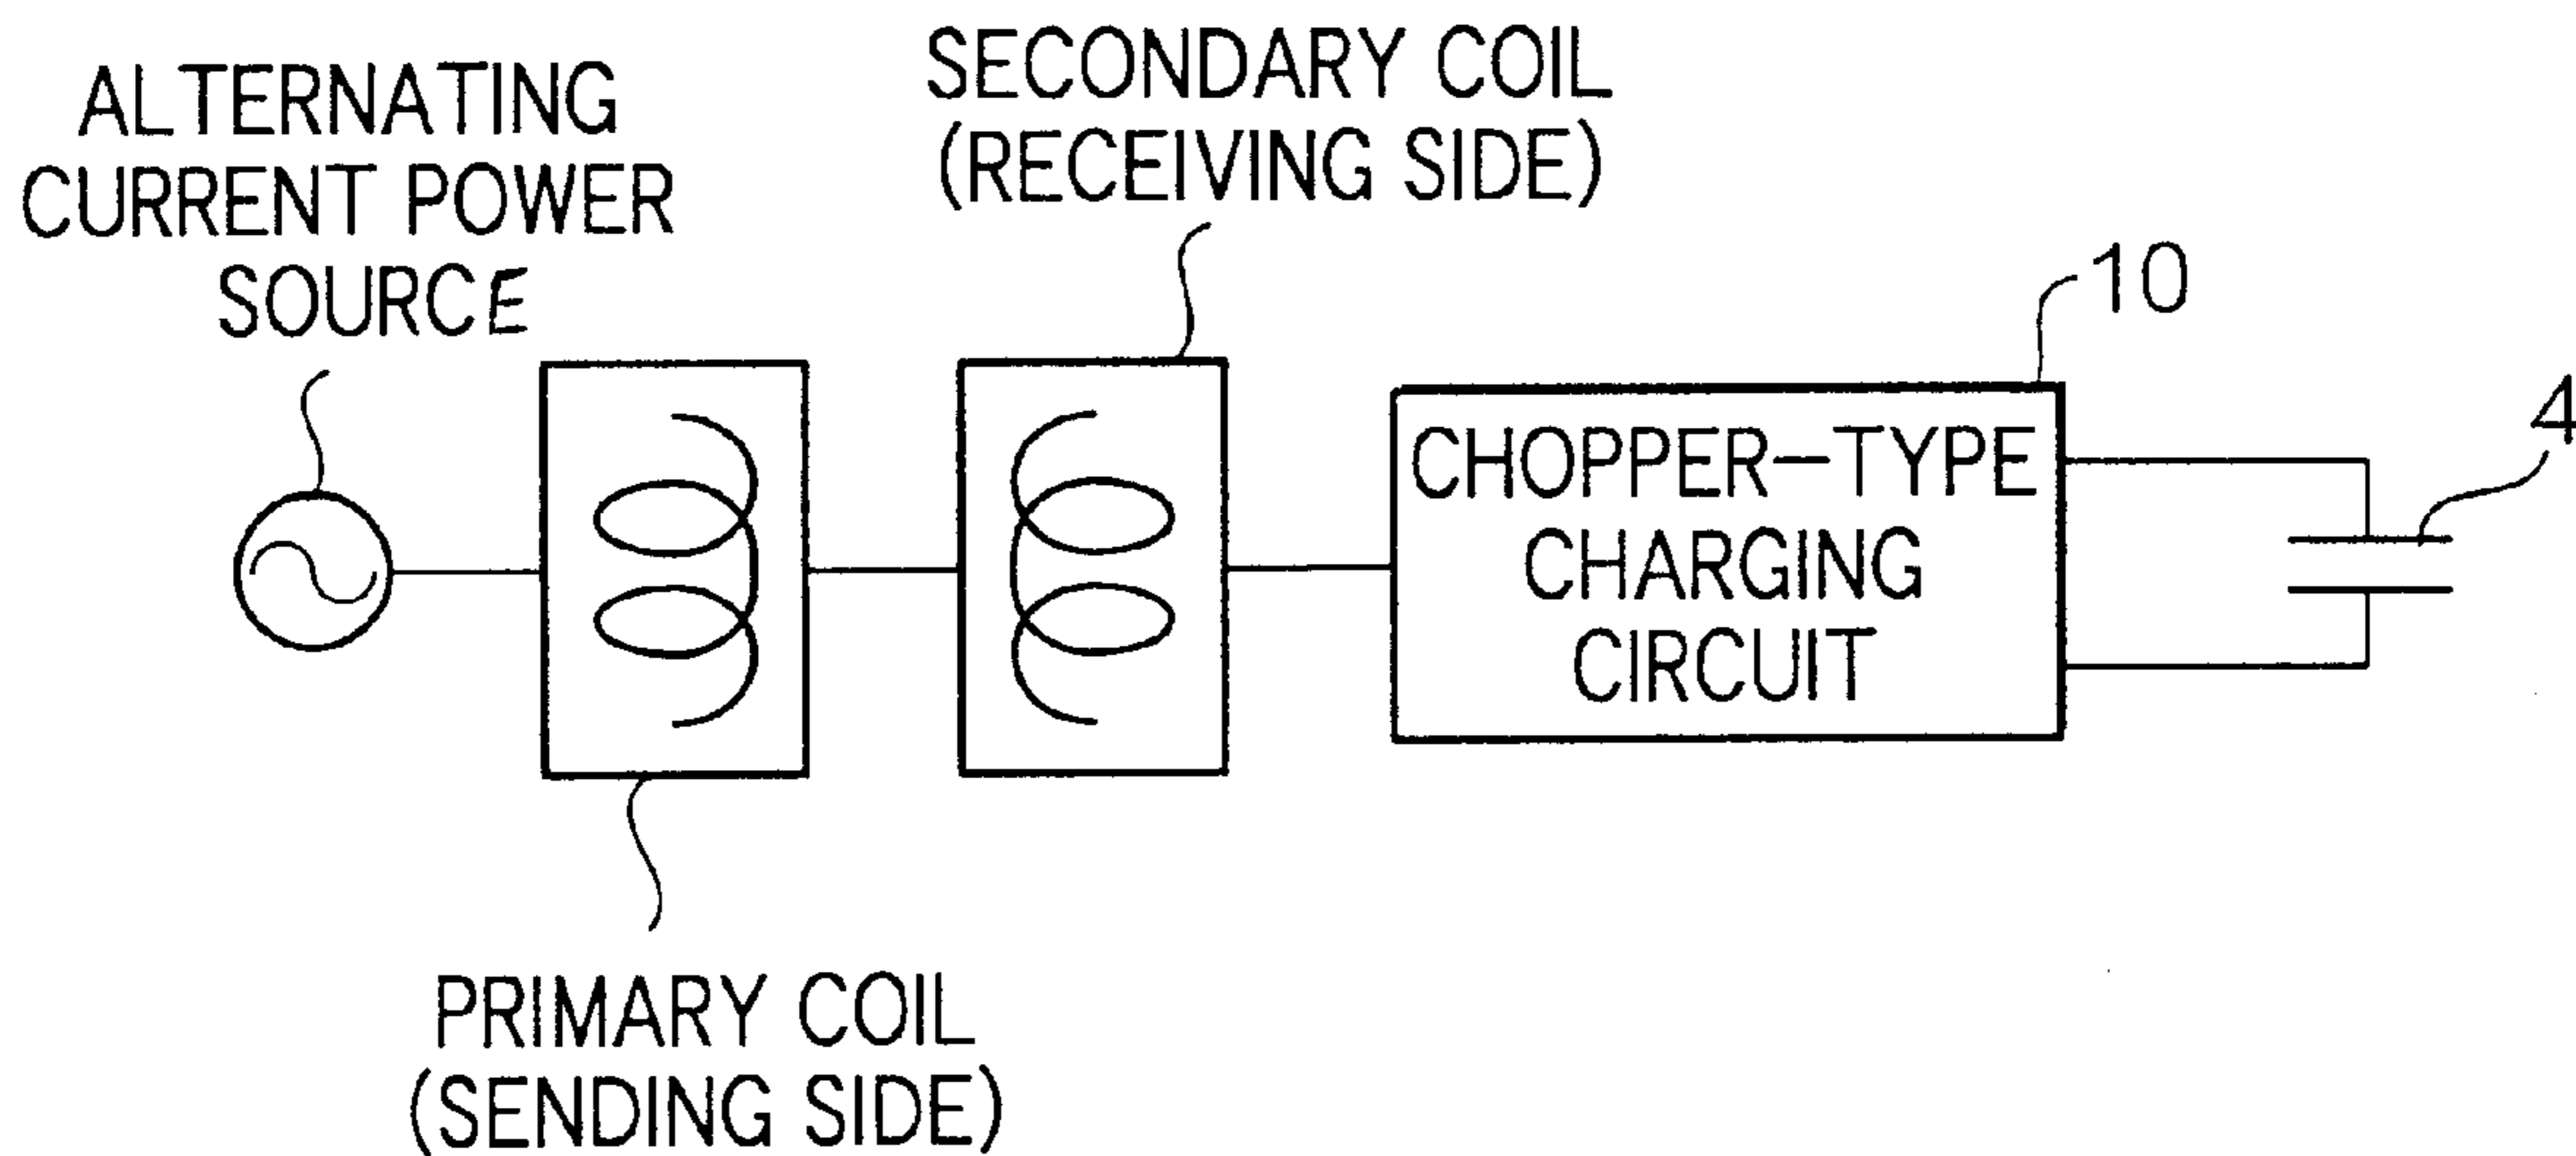 ALTERNATING
CURRENT POWER
SOURCE
SECONDARY COIL
(RECEIVING SIDE)
10
4
CHOPPER-TYPE
CHARGING
CIRCUIT
PRIMARY COIL
(SENDING SIDE)